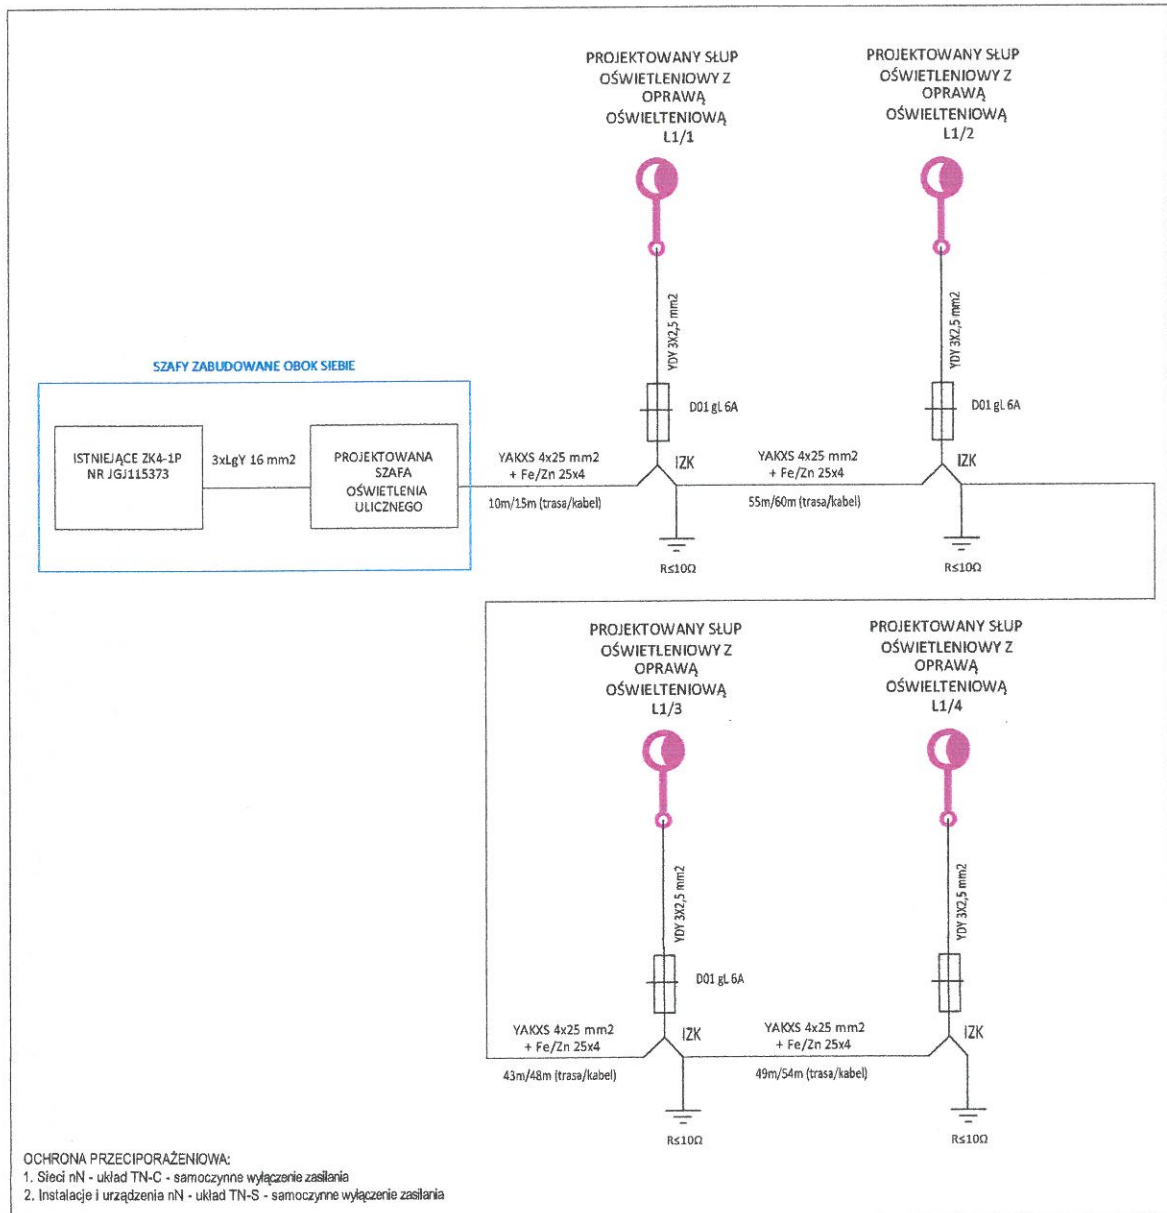 PROJEKTOWANY SŁUP
OŚWIETLENIOWY Z
OPRAWĄ
OŚWIELTENIOWĄ
L1/1
PROJEKTOWANY SŁUP
OŚWIETLENIOWY Z
OPRAWĄ
OŚWIELTENIOWĄ
L1/2
YDY 3X2,5 mm2
YDY 3X2,5 mm2
SZAFY ZABUDOWANE OBOK SIEBIE
D01 gL 6A
D01 gL 6A
ISTNIEJĄCE ZK4-1P
NR JGJ115373
3xLgY 16 mm2
PROJEKTOWANA
SZAFA
OŚWIETLENIA
ULICZNEGO
YAKXS 4x25 mm2
+ Fe/Zn 25x4
10m/15m (trasa/kabel)
IZK
YAKXS 4x25 mm2
+ Fe/Zn 25x4
55m/60m (trasa/kabel)
IZK
R≤10Ω
R≤10Ω
PROJEKTOWANY SŁUP
OŚWIETLENIOWY Z
OPRAWĄ
OŚWIELTENIOWĄ
L1/3
PROJEKTOWANY SŁUP
OŚWIETLENIOWY Z
OPRAWĄ
OŚWIELTENIOWĄ
L1/4
YDY 3X2,5 mm2
YDY 3X2,5 mm2
D01 gL 6A
YAKXS 4x25 mm2
+ Fe/Zn 25x4
43m/48m (trasa/kabel)
IZK
YAKXS 4x25 mm2
+ Fe/Zn 25x4
49m/54m (trasa/kabel)
IZK
R≤10Ω
R≤10Ω
OCHRONA PRZECIPORAŻENIOWA:
1. Sieci nN - układ TN-C - samoczynne wyłączenie zasilania
2. Instalacje i urządzenia nN - układ TN-S - samoczynne wyłączenie zasilania